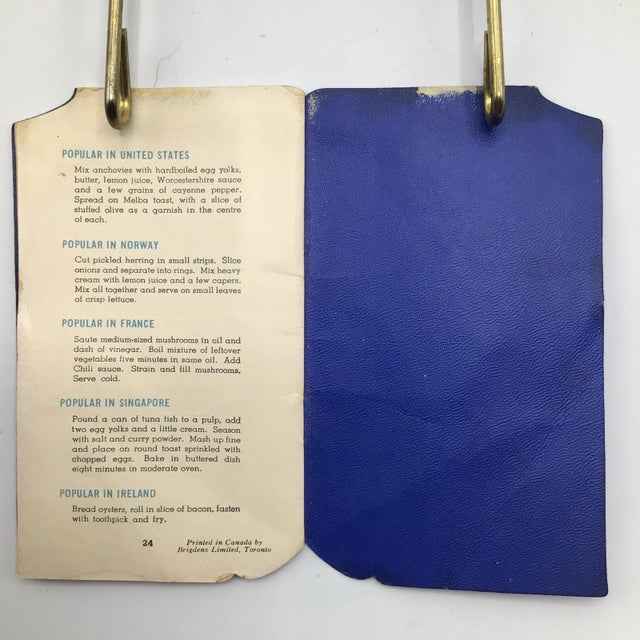 POPULAR IN UNITED STATES
Mix anchovies with hardboiled egg yolks,
butter, lemon juice, Worcestershire sauce
and a few grains of cayenne pepper.
Spread on Melba toast, with a slice of
stuffed olive as a garnish in the centre
of each.
POPULAR IN NORWAY
Cut pickled herring in small strips. Slice
onions and separate into rings. Mix heavy
cream with lemon juice and a few capers.
Mix all together and serve on small leaves
of crisp lettuce.
POPULAR IN FRANCE
Saute medium-sized mushrooms in oil and
dash of vinegar. Boil mixture of leftover
vegetables five minutes in same oil. Add
Chili sauce. Strain and fill mushrooms.
Serve cold.
POPULAR IN SINGAPORE
Pound a can of tuna fish to a pulp, add
two egg yolks and a little cream. Season
with salt and curry powder. Mash up fine
and place on round toast sprinkled with
chopped eggs. Bake in buttered dish
eight minutes in moderate oven.
POPULAR IN IRELAND
Bread oysters, roll in slice of bacon, fasten
with toothpick and fry.
24
Printed in Canada by
Brigdens Limited, Toronto